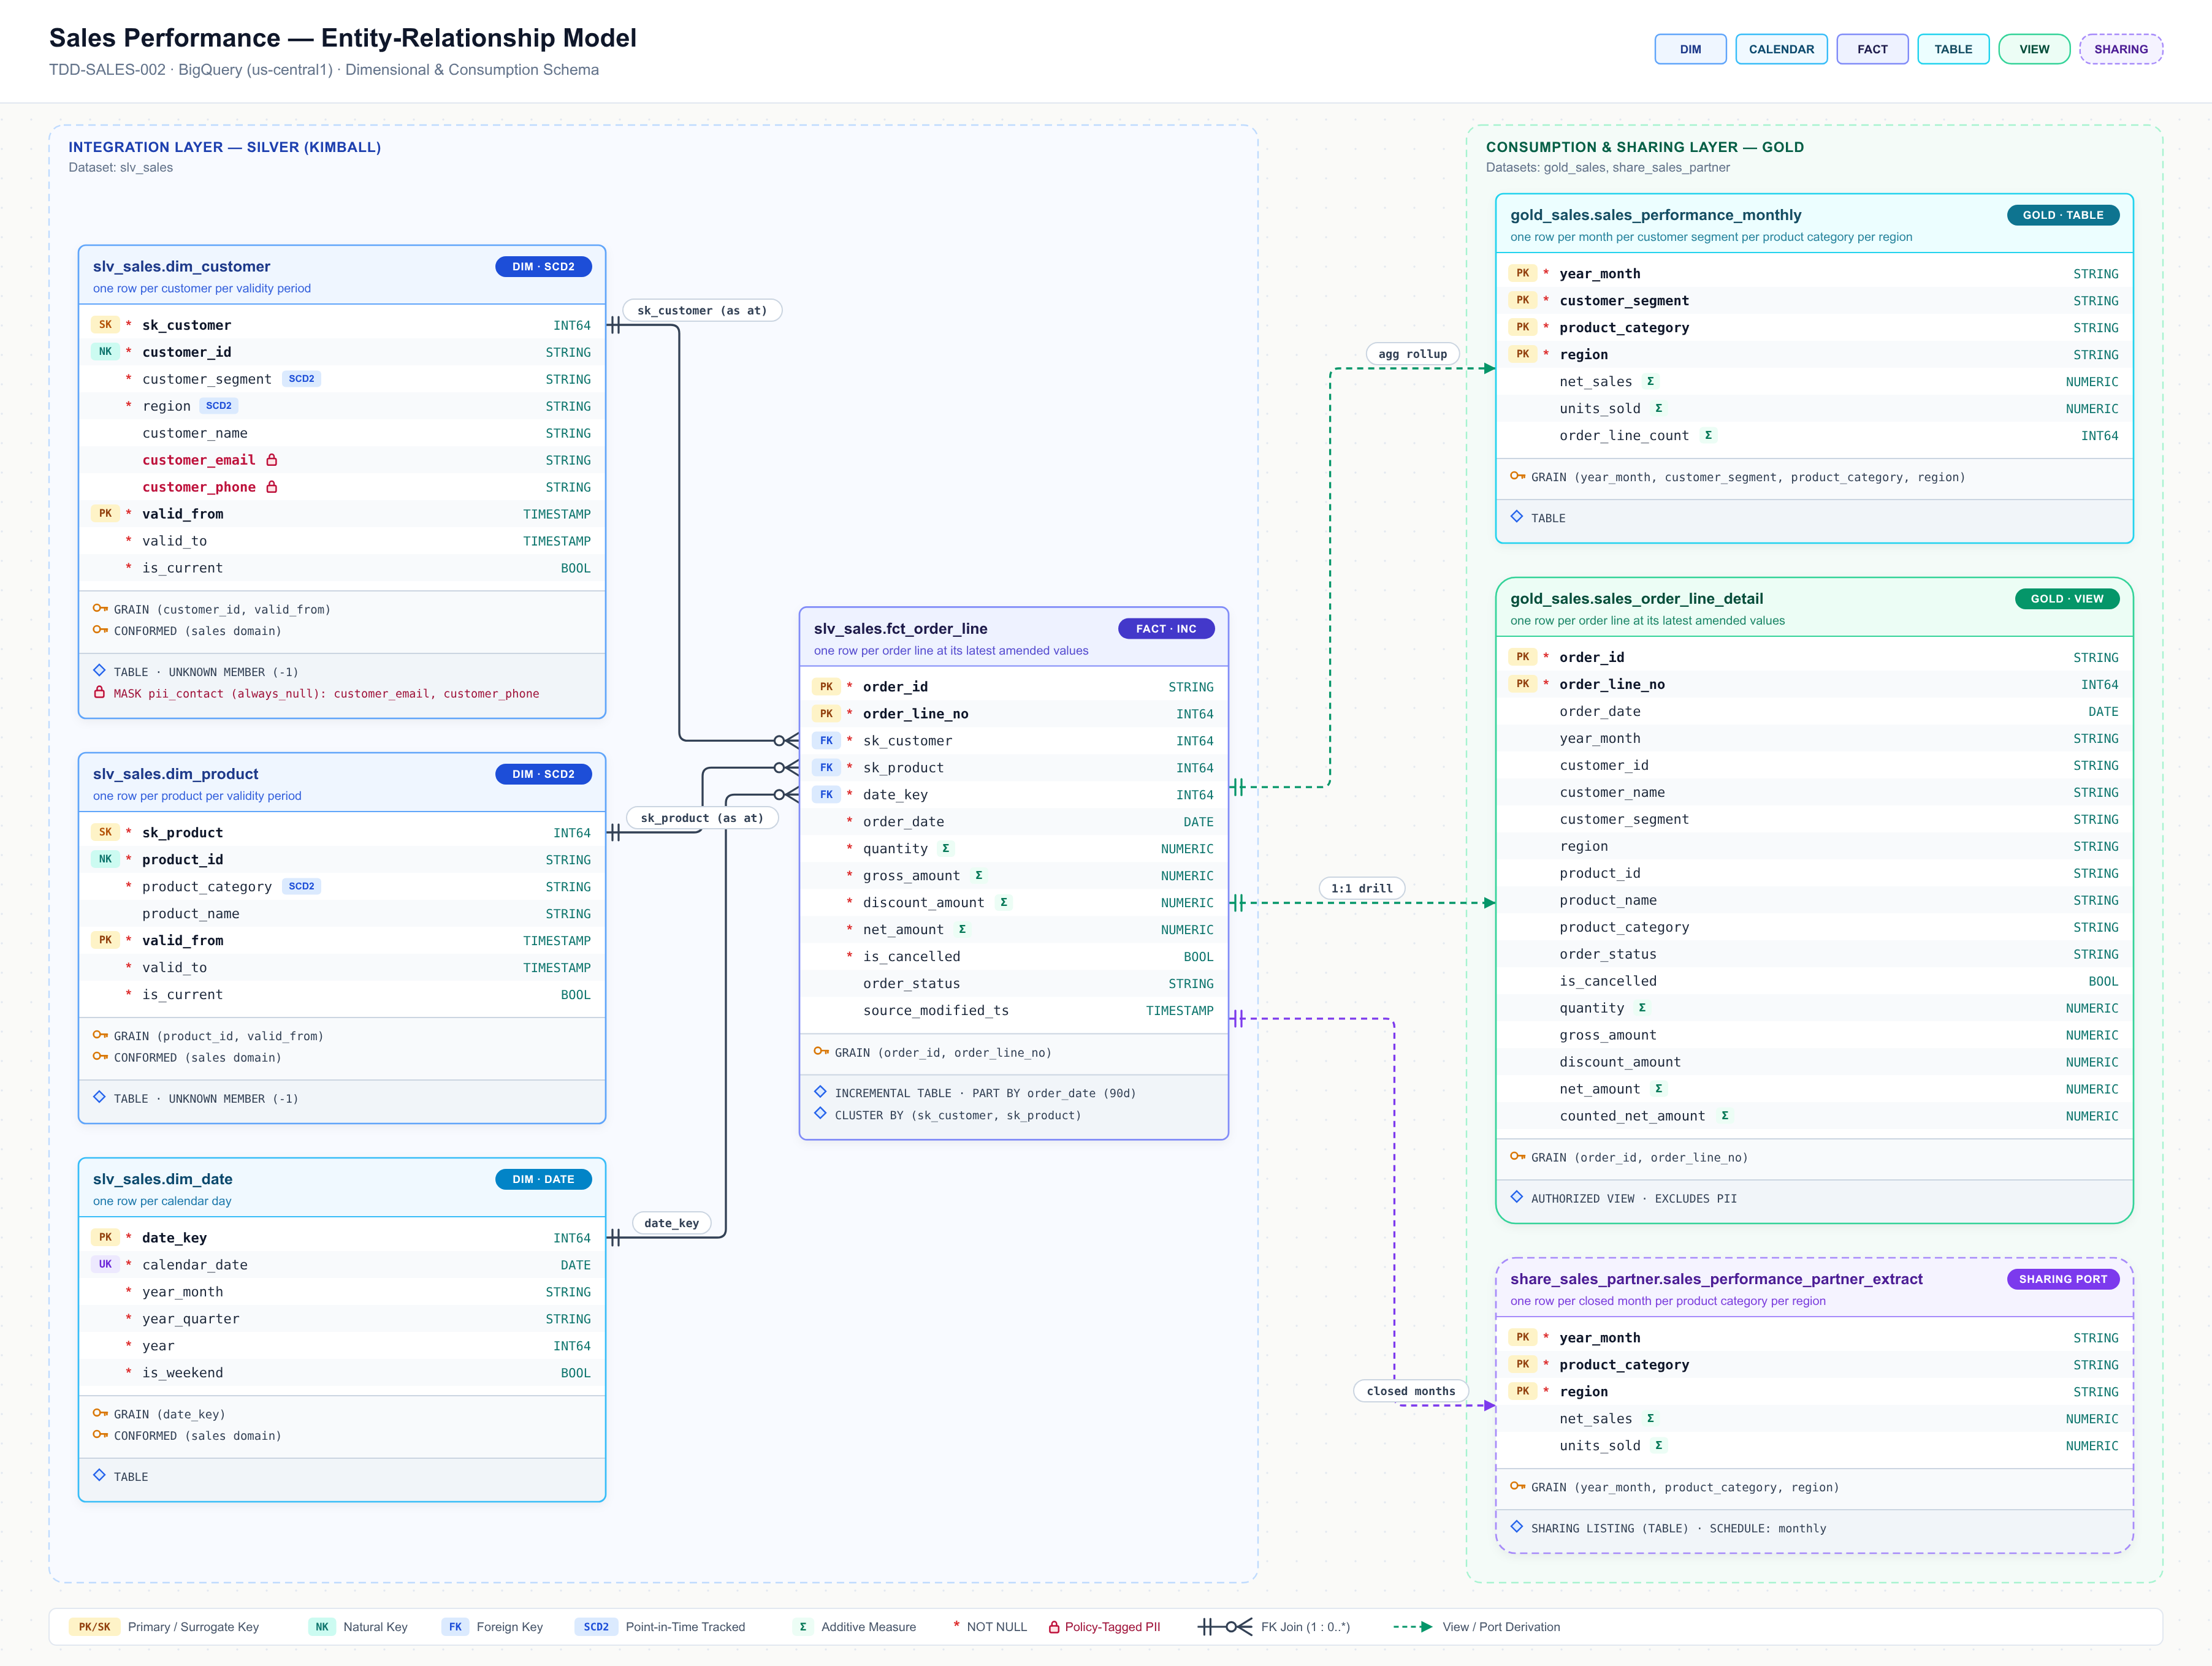 Sales Performance — Entity-Relationship Model
TDD-SALES-002 · BigQuery (us-central1) · Dimensional & Consumption Schema
DIM CALENDAR FACT TABLE VIEW SHARING
INTEGRATION LAYER — SILVER (KIMBALL)
Dataset: slv_sales
slv_sales.dim_customer DIM · SCD2
one row per customer per validity period
SK * sk_customer INT64
NK * customer_id STRING
* customer_segment SCD2 STRING
* region SCD2 STRING
customer_name STRING
customer_email STRING
customer_phone STRING
PK * valid_from TIMESTAMP
* valid_to TIMESTAMP
* is_current BOOL
GRAIN (customer_id, valid_from)
CONFORMED (sales domain)
TABLE · UNKNOWN MEMBER (-1)
MASK pii_contact (always_null): customer_email, customer_phone
slv_sales.dim_product DIM · SCD2
one row per product per validity period
SK * sk_product INT64
NK * product_id STRING
* product_category SCD2 STRING
product_name STRING
PK * valid_from TIMESTAMP
* valid_to TIMESTAMP
* is_current BOOL
GRAIN (product_id, valid_from)
CONFORMED (sales domain)
TABLE · UNKNOWN MEMBER (-1)
slv_sales.dim_date DIM · DATE
one row per calendar day
PK * date_key INT64
UK * calendar_date DATE
* year_month STRING
* year_quarter STRING
* year INT64
* is_weekend BOOL
GRAIN (date_key)
CONFORMED (sales domain)
TABLE
sk_customer (as at)
sk_product (as at)
date_key
slv_sales.fct_order_line FACT · INC
one row per order line at its latest amended values
PK * order_id STRING
PK * order_line_no INT64
FK * sk_customer INT64
FK * sk_product INT64
FK * date_key INT64
* order_date DATE
* quantity Σ NUMERIC
* gross_amount Σ NUMERIC
* discount_amount Σ NUMERIC
* net_amount Σ NUMERIC
* is_cancelled BOOL
order_status STRING
source_modified_ts TIMESTAMP
GRAIN (order_id, order_line_no)
INCREMENTAL TABLE · PART BY order_date (90d)
CLUSTER BY (sk_customer, sk_product)
agg rollup
1:1 drill
closed months
CONSUMPTION & SHARING LAYER — GOLD
Datasets: gold_sales, share_sales_partner
gold_sales.sales_performance_monthly GOLD · TABLE
one row per month per customer segment per product category per region
PK * year_month STRING
PK * customer_segment STRING
PK * product_category STRING
PK * region STRING
net_sales Σ NUMERIC
units_sold Σ NUMERIC
order_line_count Σ INT64
GRAIN (year_month, customer_segment, product_category, region)
TABLE
gold_sales.sales_order_line_detail GOLD · VIEW
one row per order line at its latest amended values
PK * order_id STRING
PK * order_line_no INT64
order_date DATE
year_month STRING
customer_id STRING
customer_name STRING
customer_segment STRING
region STRING
product_id STRING
product_name STRING
product_category STRING
order_status STRING
is_cancelled BOOL
quantity Σ NUMERIC
gross_amount NUMERIC
discount_amount NUMERIC
net_amount Σ NUMERIC
counted_net_amount Σ NUMERIC
GRAIN (order_id, order_line_no)
AUTHORIZED VIEW · EXCLUDES PII
share_sales_partner.sales_performance_partner_extract SHARING PORT
one row per closed month per product category per region
PK * year_month STRING
PK * product_category STRING
PK * region STRING
net_sales Σ NUMERIC
units_sold Σ NUMERIC
GRAIN (year_month, product_category, region)
SHARING LISTING (TABLE) · SCHEDULE: monthly
PK/SK Primary / Surrogate Key NK Natural Key FK Foreign Key SCD2 Point-in-Time Tracked Σ Additive Measure * NOT NULL Policy-Tagged PII FK Join (1 : 0..*) View / Port Derivation